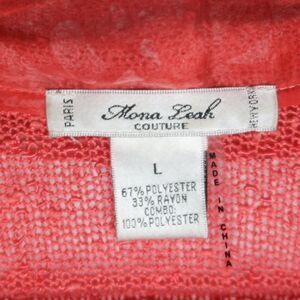 PARIS
Mona Leah
COUTURE
NEW YORK
L
67% POLYESTER
33% RAYON
COMBO:
100% POLYESTER
MADE IN CHINA